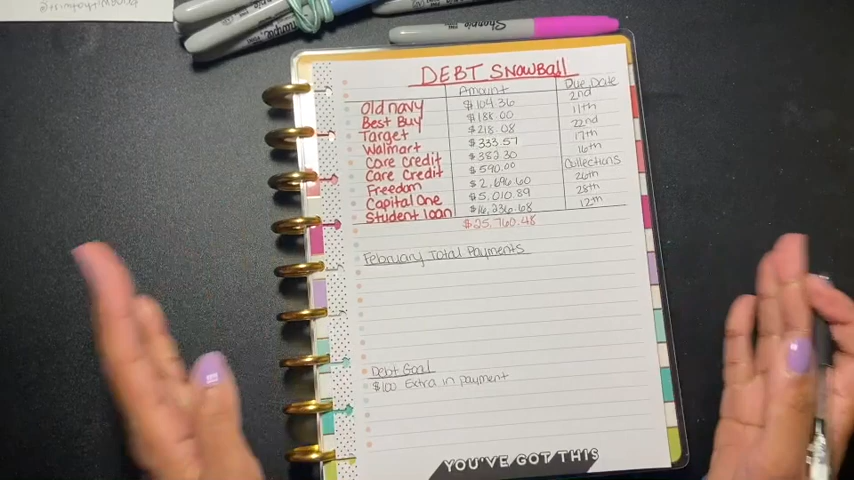 Sharpie
DEBT SNOWBALL
Amount Due Date
Old navy $104.36 2nd
Best Buy $188.00 11th
Target $218.08 22nd
Walmart $333.57 17th
Care Credit $382.30 16th
Care Credit $590.00 Collections
Freedom $2,696.60 26th
Capital One $5,010.89 28th
Student loan $16,236.68 12th
$25,760.48
February Total Payments
Debt Goal
$100 Extra in payment
YOU'VE GOT THIS